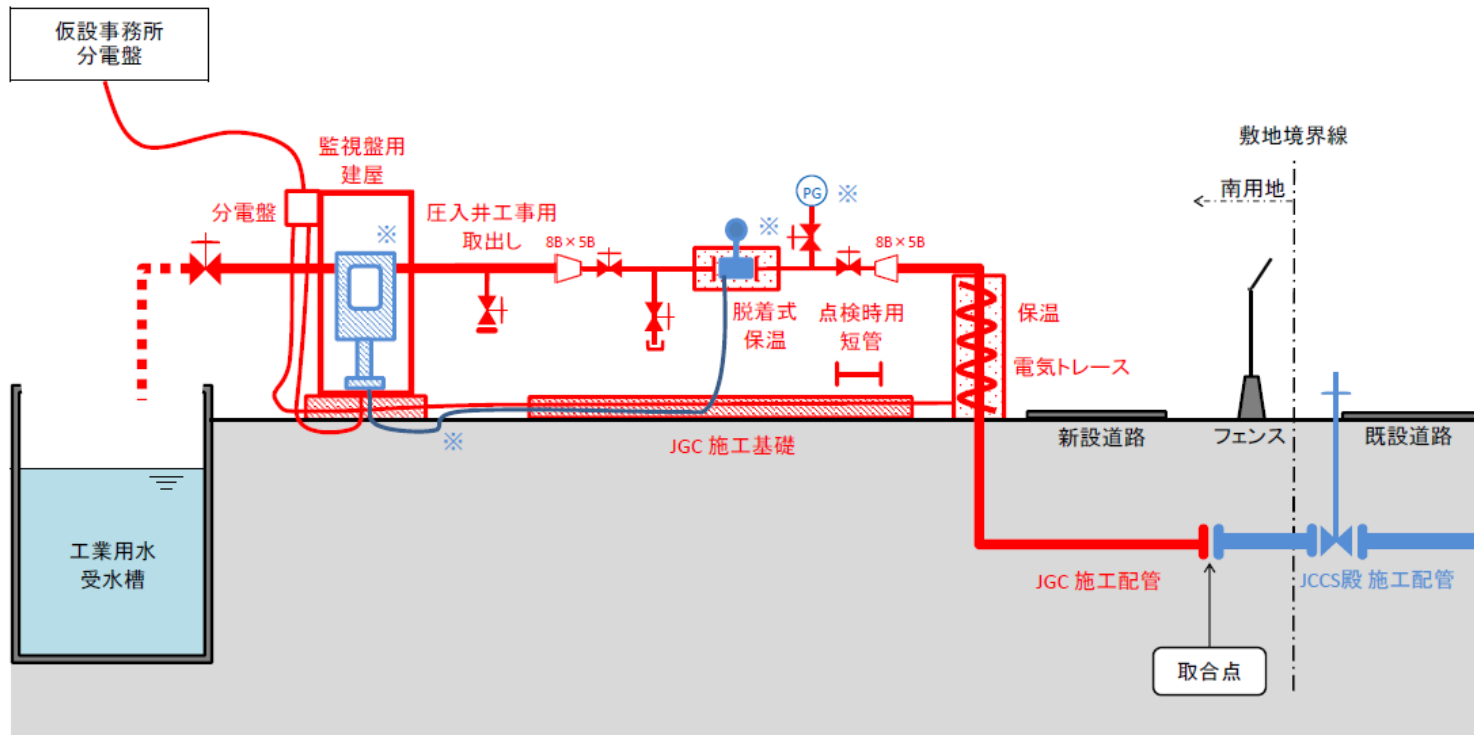 仮設事務所
分電盤
監視盤用
建屋
分電盤
※
圧入井工事用
取出し
8B×5B
※
PG
※
8B×5B
脱着式
保温
点検時用
短管
保温
電気トレース
敷地境界線
南用地
※
JGC 施工基礎
新設道路
フェンス
既設道路
工業用水
受水槽
JGC 施工配管
JCCS殿 施工配管
取合点